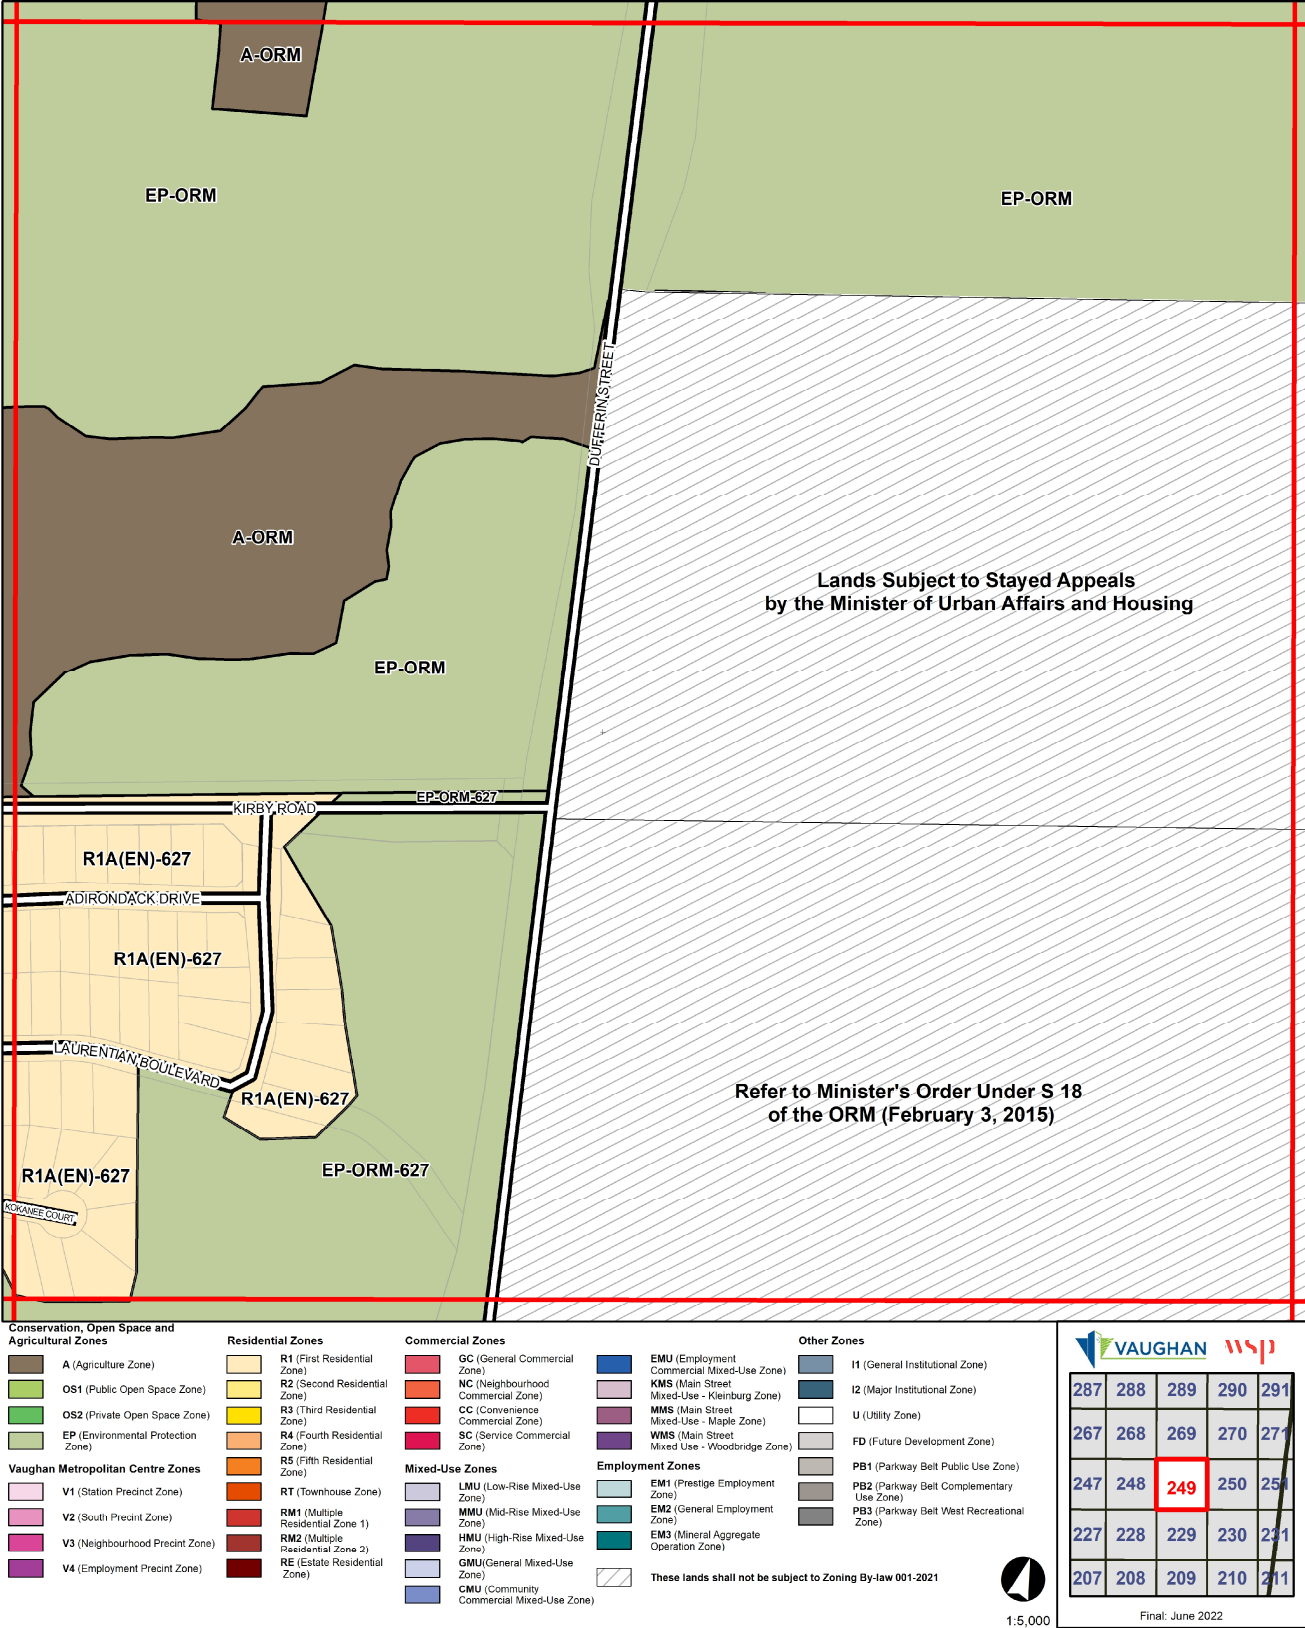 A-ORM
EP-ORM
EP-ORM
DUFFERIN STREET
A-ORM
Lands Subject to Stayed Appeals
by the Minister of Urban Affairs and Housing
EP-ORM
EP-ORM-627
KIRBY ROAD
R1A(EN)-627
ADIRONDACK DRIVE
R1A(EN)-627
LAURENTIAN BOULEVARD
R1A(EN)-627
Refer to Minister's Order Under S 18
of the ORM (February 3, 2015)
EP-ORM-627
R1A(EN)-627
KOKANEE COURT
Conservation, Open Space and
Agricultural Zones
A (Agriculture Zone)
OS1 (Public Open Space Zone)
OS2 (Private Open Space Zone)
EP (Environmental Protection
Zone)
Vaughan Metropolitan Centre Zones
V1 (Station Precinct Zone)
V2 (South Precint Zone)
V3 (Neighbourhood Precint Zone)
V4 (Employment Precint Zone)
Residential Zones
R1 (First Residential
Zone)
R2 (Second Residential
Zone)
R3 (Third Residential
Zone)
R4 (Fourth Residential
Zone)
R5 (Fifth Residential
Zone)
RT (Townhouse Zone)
RM1 (Multiple
Residential Zone 1)
RM2 (Multiple
Residential Zone 2)
RE (Estate Residential
Zone)
Commercial Zones
GC (General Commercial
Zone)
NC (Neighbourhood
Commercial Zone)
CC (Convenience
Commercial Zone)
SC (Service Commercial
Zone)
Mixed-Use Zones
LMU (Low-Rise Mixed-Use
Zone)
MMU (Mid-Rise Mixed-Use
Zone)
HMU (High-Rise Mixed-Use
Zone)
GMU(General Mixed-Use
Zone)
CMU (Community
Commercial Mixed-Use Zone)
EMU (Employment
Commercial Mixed-Use Zone)
KMS (Main Street
Mixed-Use - Kleinburg Zone)
MMS (Main Street
Mixed-Use - Maple Zone)
WMS (Main Street
Mixed Use - Woodbridge Zone)
Employment Zones
EM1 (Prestige Employment
Zone)
EM2 (General Employment
Zone)
EM3 (Mineral Aggregate
Operation Zone)
These lands shall not be subject to Zoning By-law 001-2021
Other Zones
I1 (General Institutional Zone)
I2 (Major Institutional Zone)
U (Utility Zone)
FD (Future Development Zone)
PB1 (Parkway Belt Public Use Zone)
PB2 (Parkway Belt Complementary
Use Zone)
PB3 (Parkway Belt West Recreational
Zone)
1:5,000
VAUGHAN wsp
287 288 289 290 291
267 268 269 270 271
247 248 249 250 251
227 228 229 230 231
207 208 209 210 211
Final: June 2022